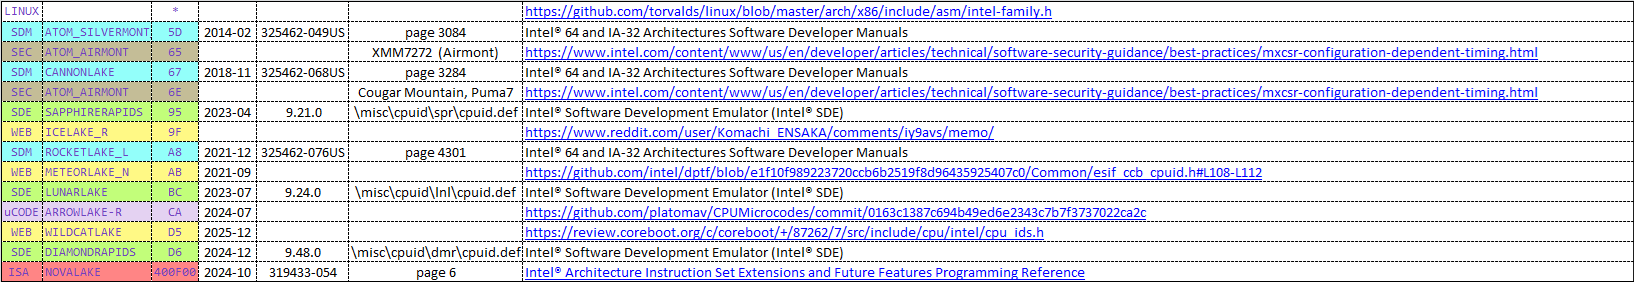 LINUX * https://github.com/torvalds/linux/blob/master/arch/x86/include/asm/intel-family.h
SDM ATOM_SILVERMONT 5D 2014-02 325462-049US page 3084 Intel® 64 and IA-32 Architectures Software Developer Manuals
SEC ATOM_AIRMONT 65 XMM7272 (Airmont) https://www.intel.com/content/www/us/en/developer/articles/technical/software-security-guidance/best-practices/mxcsr-configuration-dependent-timing.html
SDM CANNONLAKE 67 2018-11 325462-068US page 3284 Intel® 64 and IA-32 Architectures Software Developer Manuals
SEC ATOM_AIRMONT 6E Cougar Mountain, Puma7 https://www.intel.com/content/www/us/en/developer/articles/technical/software-security-guidance/best-practices/mxcsr-configuration-dependent-timing.html
SDE SAPPHIRERAPIDS 95 2023-04 9.21.0 \misc\cpuid\spr\cpuid.def Intel® Software Development Emulator (Intel® SDE)
WEB ICELAKE_R 9F https://www.reddit.com/user/Komachi_ENSAKA/comments/iy9avs/memo/
SDM ROCKETLAKE_L A8 2021-12 325462-076US page 4301 Intel® 64 and IA-32 Architectures Software Developer Manuals
WEB METEORLAKE_N AB 2021-09 https://github.com/intel/dptf/blob/e1f10f989223720ccb6b2519f8d96435925407c0/Common/esif_ccb_cpuid.h#L108-L112
SDE LUNARLAKE BC 2023-07 9.24.0 \misc\cpuid\lnl\cpuid.def Intel® Software Development Emulator (Intel® SDE)
uCODE ARROWLAKE-R CA 2024-07 https://github.com/platomav/CPUMicrocodes/commit/0163c1387c694b49ed6e2343c7b7f3737022ca2c
WEB WILDCATLAKE D5 2025-12 https://review.coreboot.org/c/coreboot/+/87262/7/src/include/cpu/intel/cpu_ids.h
SDE DIAMONDRAPIDS D6 2024-12 9.48.0 \misc\cpuid\dmr\cpuid.def Intel® Software Development Emulator (Intel® SDE)
ISA NOVALAKE 400F00 2024-10 319433-054 page 6 Intel® Architecture Instruction Set Extensions and Future Features Programming Reference